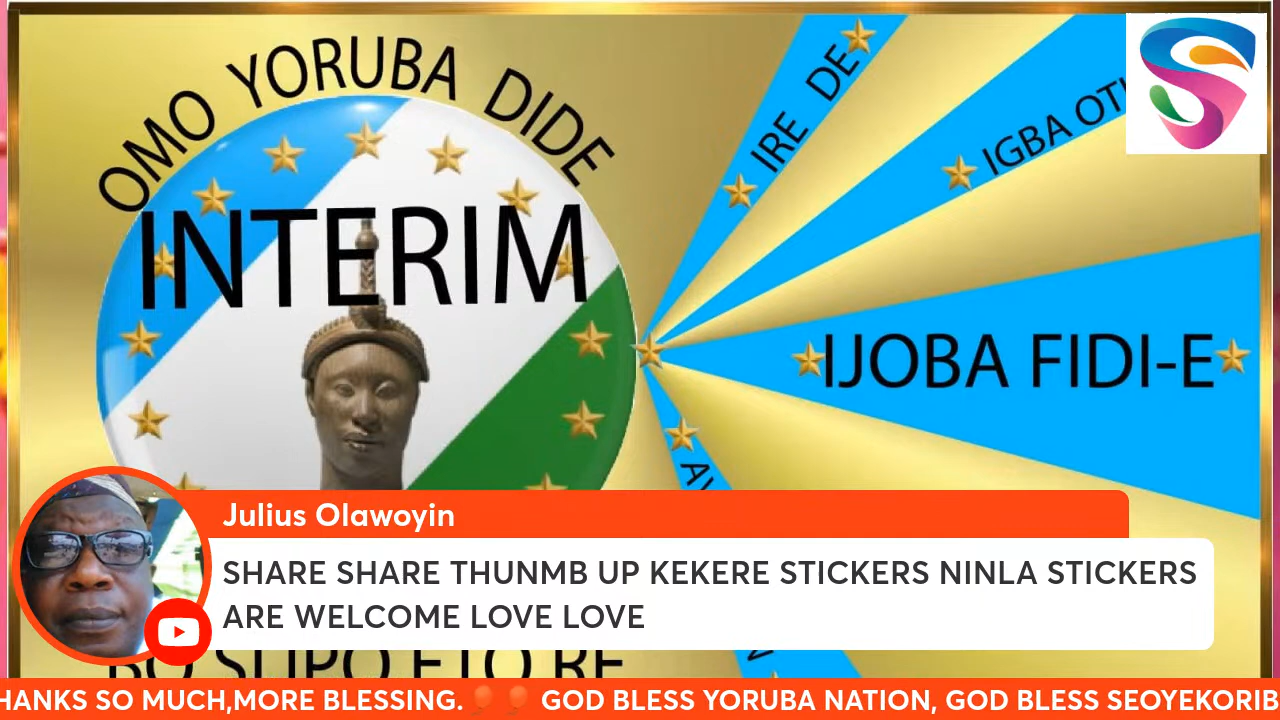 OMO YORUBA DIDE
INTERIM
IRE DE
IGBA OTU
IJOBA FIDI-E
Julius Olawoyin
SHARE SHARE THUNMB UP KEKERE STICKERS NINLA STICKERS
ARE WELCOME LOVE LOVE
HANKS SO MUCH,MORE BLESSING.🎈🎈 GOD BLESS YORUBA NATION, GOD BLESS SEOYEKORIB